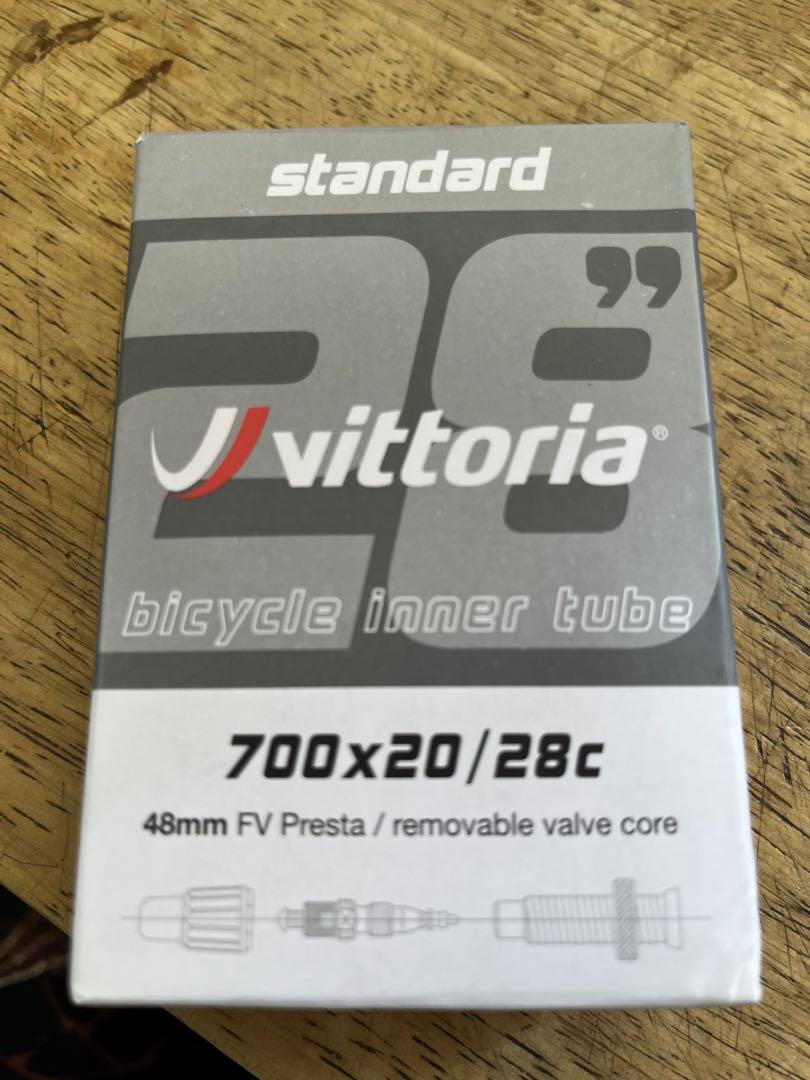 standard
28”
vittoria®
bicycle inner tube
700x20/28c
48mm FV Presta / removable valve core